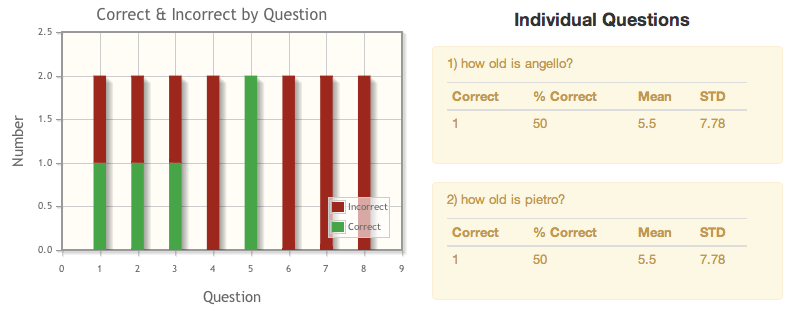 Correct & Incorrect by Question
Number
2.5
2.0
1.5
1.0
0.5
0.0
0 1 2 3 4 5 6 7 8 9
Incorrect
Correct
Question
Individual Questions
1) how old is angello?
Correct % Correct Mean STD
1 50 5.5 7.78
2) how old is pietro?
Correct % Correct Mean STD
1 50 5.5 7.78